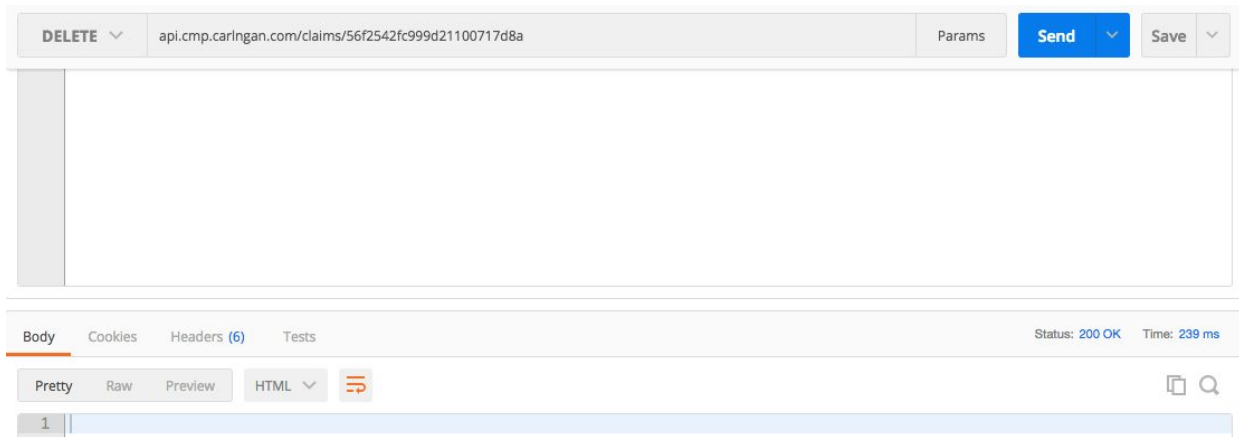 DELETE api.cmp.carlngan.com/claims/56f2542fc999d21100717d8a Params Send Save
Body Cookies Headers (6) Tests Status: 200 OK Time: 239 ms
Pretty Raw Preview HTML
1